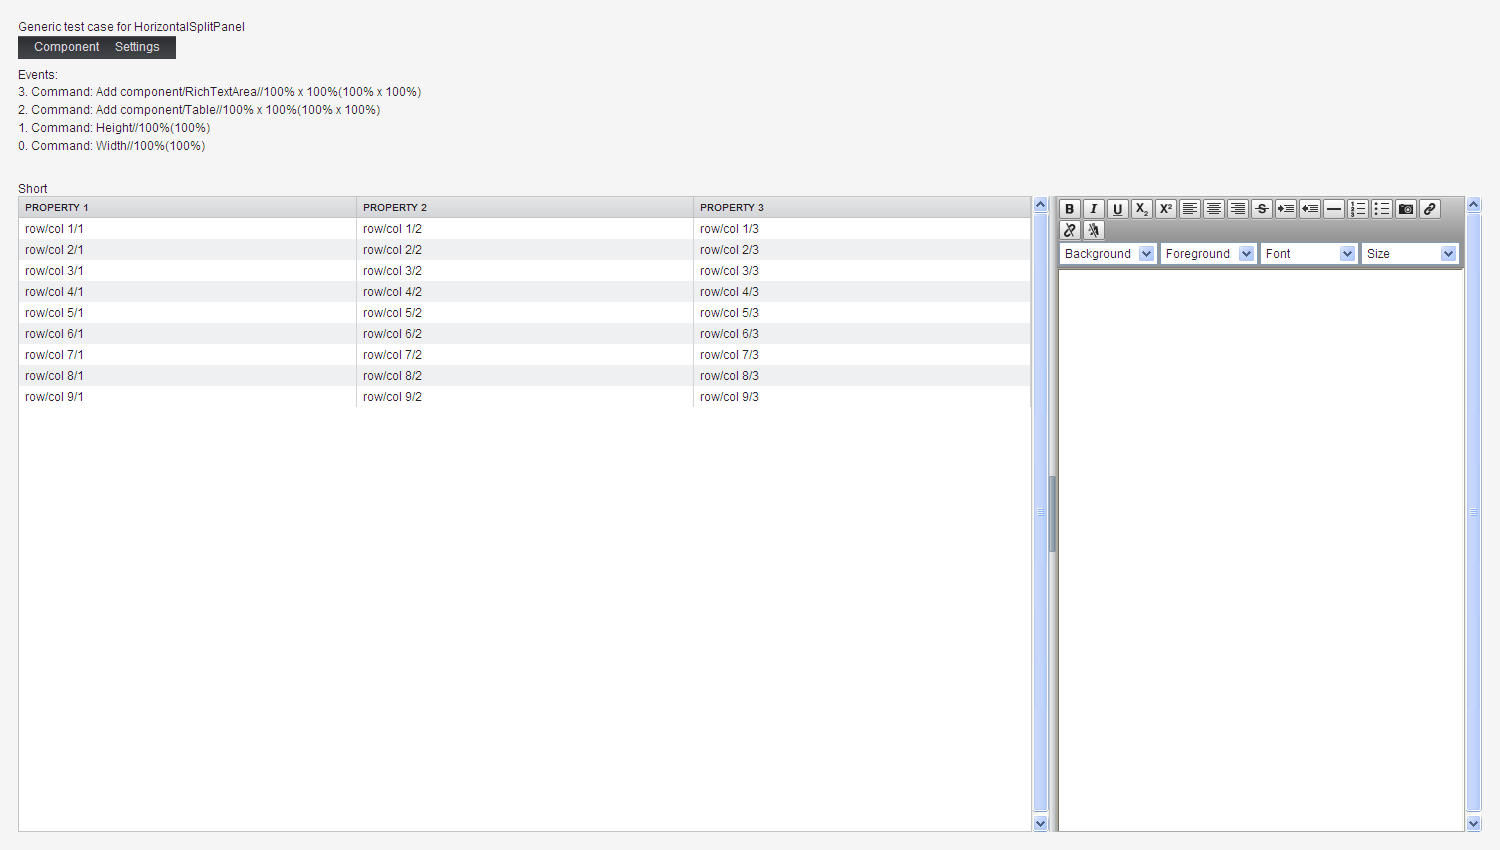 Generic test case for HorizontalSplitPanel
Component Settings
Events:
3. Command: Add component/RichTextArea//100% x 100%(100% x 100%)
2. Command: Add component/Table//100% x 100%(100% x 100%)
1. Command: Height//100%(100%)
0. Command: Width//100%(100%)
Short
PROPERTY 1 PROPERTY 2 PROPERTY 3
row/col 1/1 row/col 1/2 row/col 1/3
row/col 2/1 row/col 2/2 row/col 2/3
row/col 3/1 row/col 3/2 row/col 3/3
row/col 4/1 row/col 4/2 row/col 4/3
row/col 5/1 row/col 5/2 row/col 5/3
row/col 6/1 row/col 6/2 row/col 6/3
row/col 7/1 row/col 7/2 row/col 7/3
row/col 8/1 row/col 8/2 row/col 8/3
row/col 9/1 row/col 9/2 row/col 9/3
B I U X₂ X² S
Background Foreground Font Size